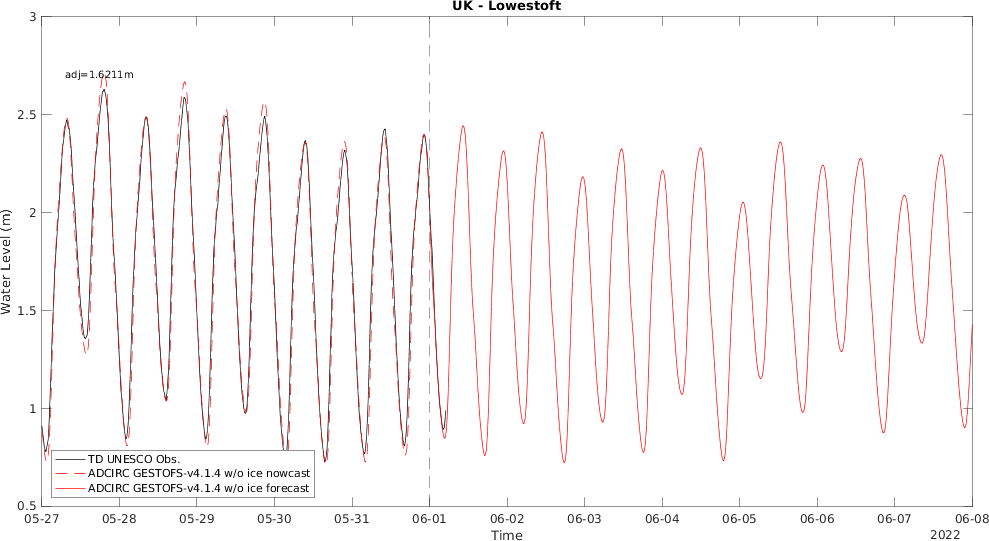 UK - Lowestoft
3
adj=1.6211m
2.5
2
Water Level (m)
1.5
1
0.5
TD UNESCO Obs.
ADCIRC GESTOFS-v4.1.4 w/o ice nowcast
ADCIRC GESTOFS-v4.1.4 w/o ice forecast
05-27 05-28 05-29 05-30 05-31 06-01 06-02 06-03 06-04 06-05 06-06 06-07 06-08
Time
2022